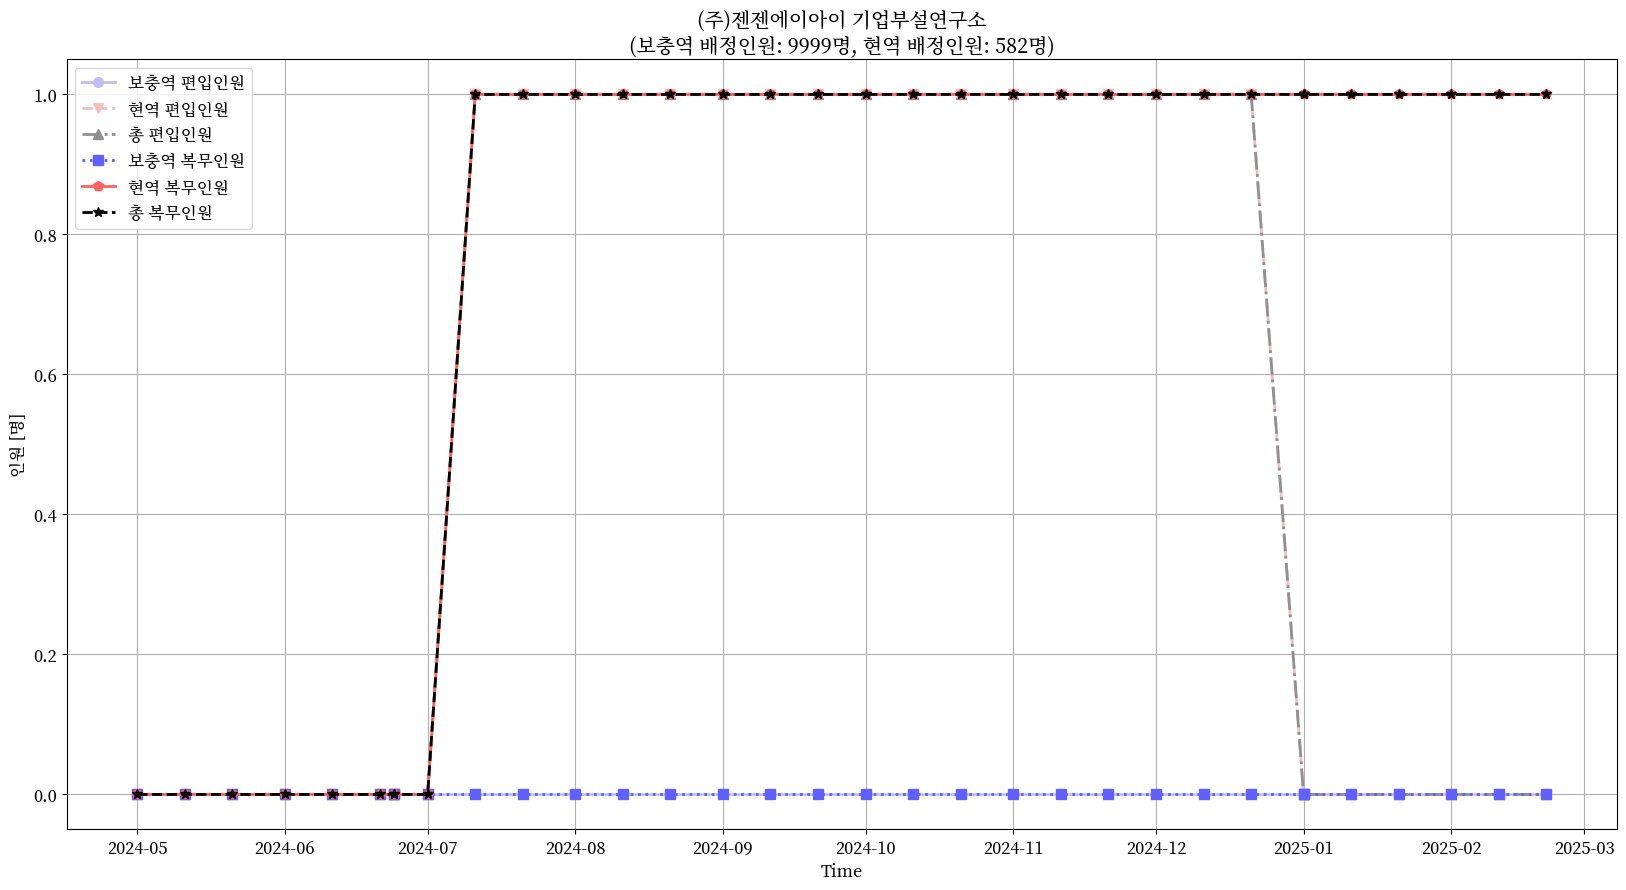 (주)젠젠에이아이 기업부설연구소
(보충역 배정인원: 9999명, 현역 배정인원: 582명)
보충역 편입인원
현역 편입인원
총 편입인원
보충역 복무인원
현역 복무인원
총 복무인원
1.0
0.8
0.6
0.4
0.2
0.0
인원 [명]
2024-05
2024-06
2024-07
2024-08
2024-09
2024-10
2024-11
2024-12
2025-01
2025-02
2025-03
Time